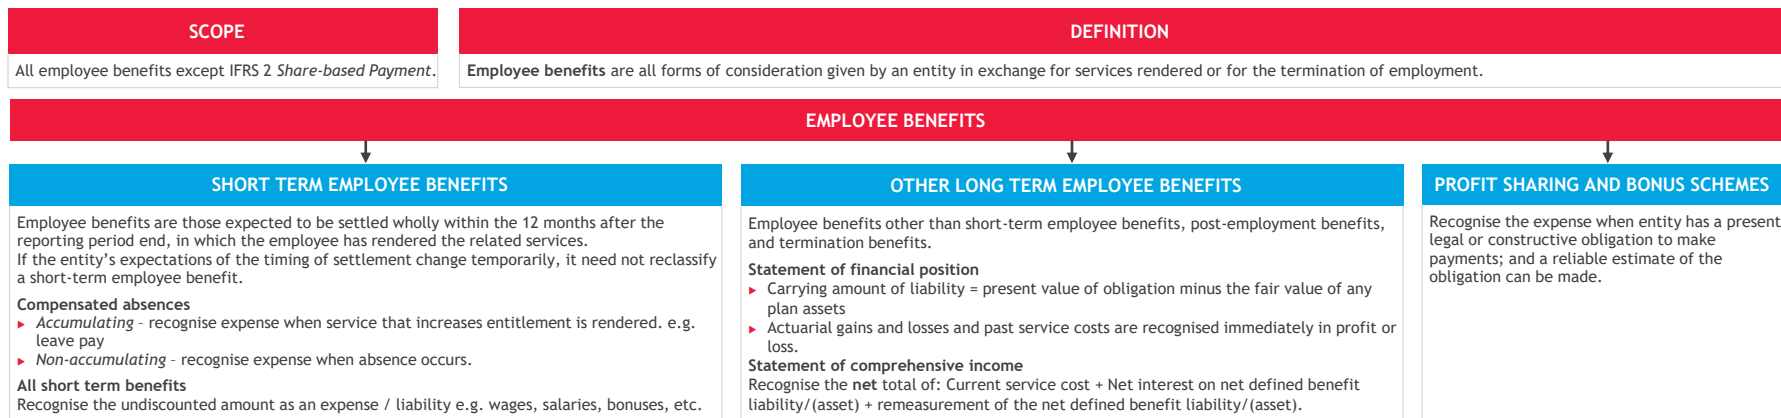 SCOPE
All employee benefits except IFRS 2 Share-based Payment.
DEFINITION
Employee benefits are all forms of consideration given by an entity in exchange for services rendered or for the termination of employment.
EMPLOYEE BENEFITS
SHORT TERM EMPLOYEE BENEFITS
Employee benefits are those expected to be settled wholly within the 12 months after the
reporting period end, in which the employee has rendered the related services.
If the entity's expectations of the timing of settlement change temporarily, it need not reclassify
a short-term employee benefit.
Compensated absences
► Accumulating – recognise expense when service that increases entitlement is rendered. e.g.
leave pay
► Non-accumulating – recognise expense when absence occurs.
All short term benefits
Recognise the undiscounted amount as an expense / liability e.g. wages, salaries, bonuses, etc.
OTHER LONG TERM EMPLOYEE BENEFITS
Employee benefits other than short-term employee benefits, post-employment benefits,
and termination benefits.
Statement of financial position
► Carrying amount of liability = present value of obligation minus the fair value of any
plan assets
► Actuarial gains and losses and past service costs are recognised immediately in profit or
loss.
Statement of comprehensive income
Recognise the net total of: Current service cost + Net interest on net defined benefit
liability/(asset) + remeasurement of the net defined benefit liability/(asset).
PROFIT SHARING AND BONUS SCHEMES
Recognise the expense when entity has a present
legal or constructive obligation to make
payments; and a reliable estimate of the
obligation can be made.